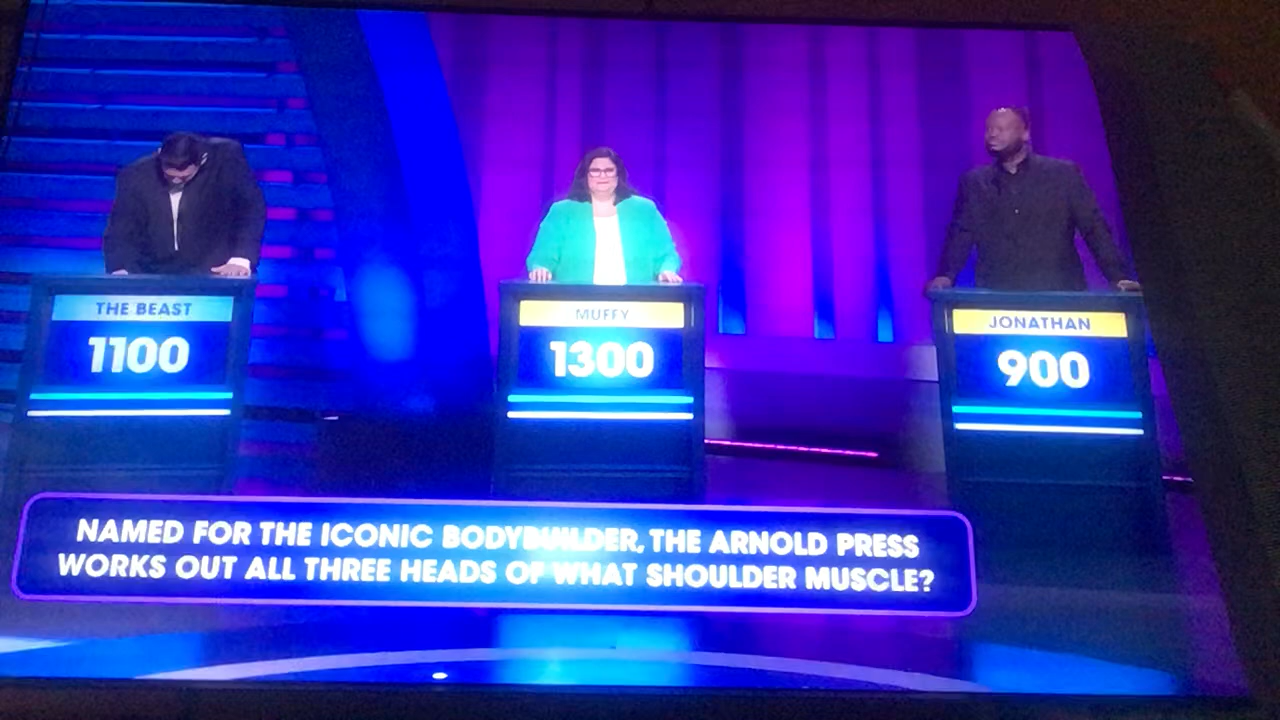 THE BEAST
1100
MUFFY
1300
JONATHAN
900
NAMED FOR THE ICONIC BODYBUILDER, THE ARNOLD PRESS
WORKS OUT ALL THREE HEADS OF WHAT SHOULDER MUSCLE?